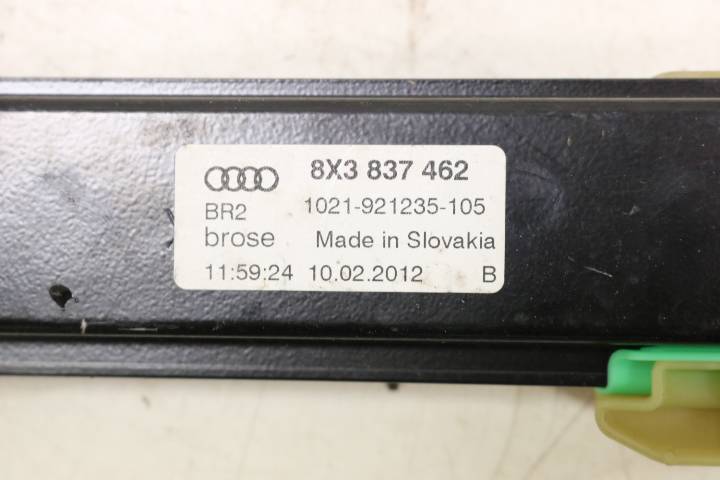 8X3 837 462
BR2 1021-921235-105
brose Made in Slovakia
11:59:24 10.02.2012 B